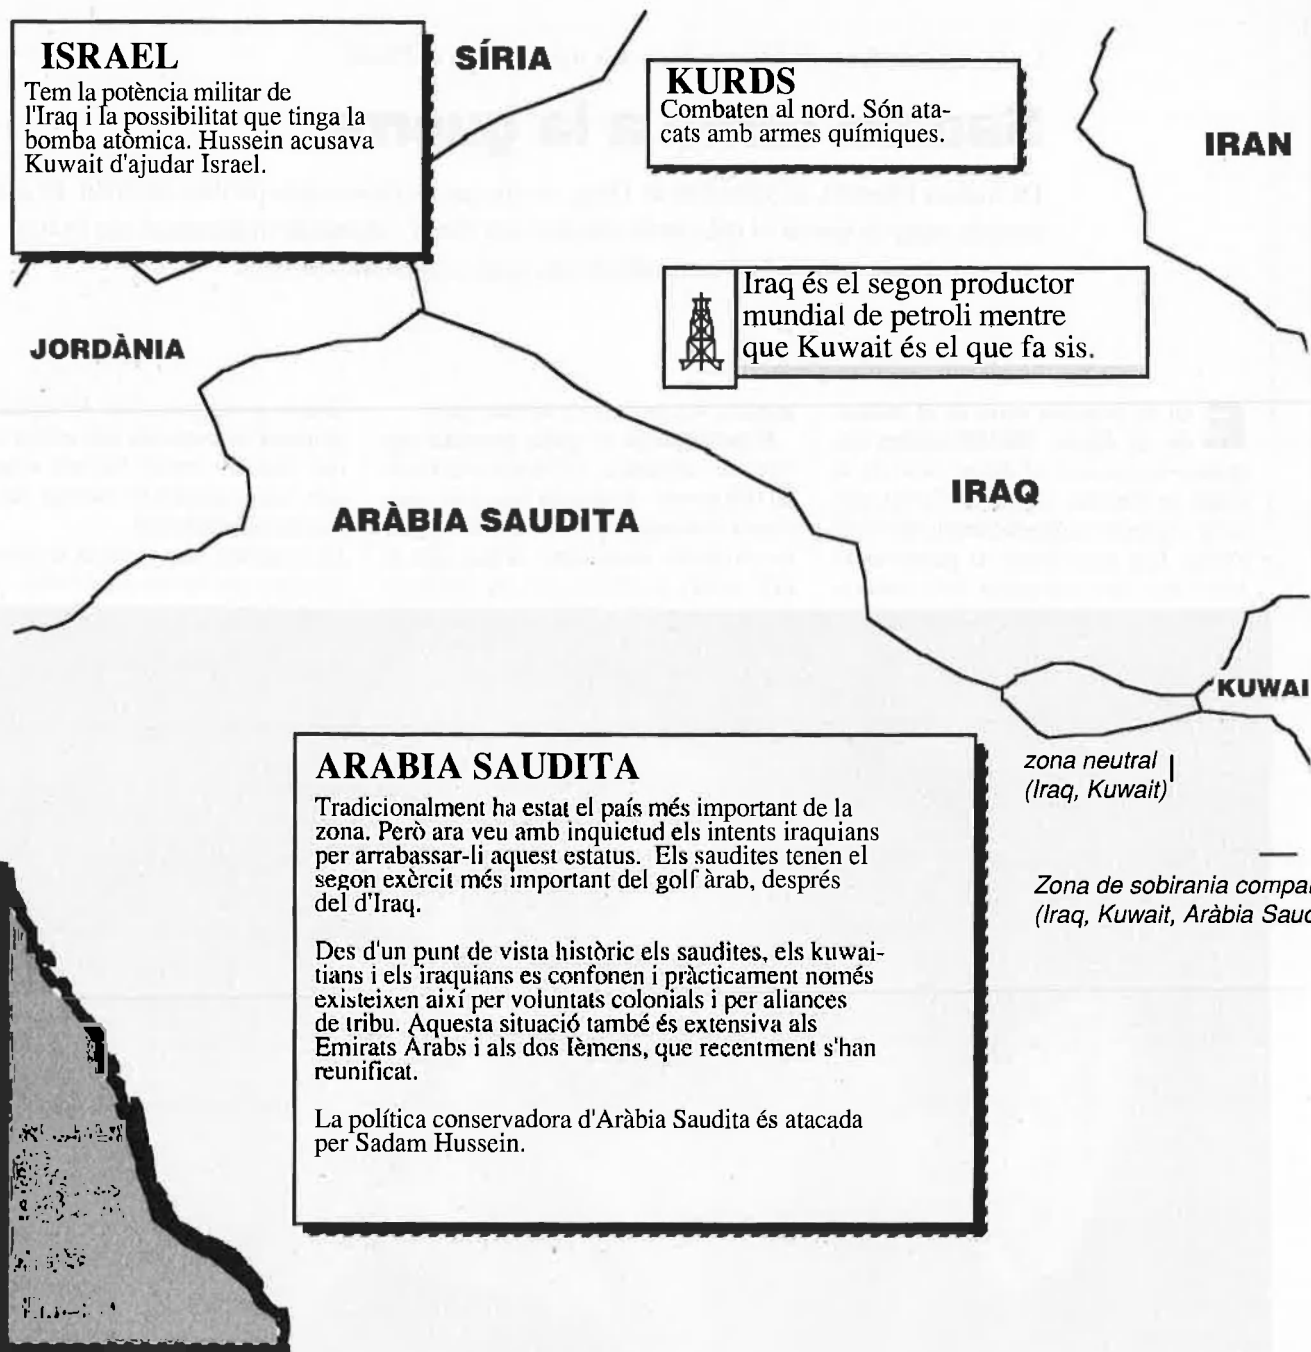 ISRAEL
Tem la potència militar de
l'Iraq i la possibilitat que tinga la
bomba atòmica. Hussein acusava
Kuwait d'ajudar Israel.
SÍRIA
KURDS
Combaten al nord. Són ata-
cats amb armes químiques.
IRAN
Iraq és el segon productor
mundial de petroli mentre
que Kuwait és el que fa sis.
JORDÀNIA
IRAQ
ARÀBIA SAUDITA
KUWAI
zona neutral
(Iraq, Kuwait)
ARABIA SAUDITA
Tradicionalment ha estat el país més important de la
zona. Però ara veu amb inquietud els intents iraquians
per arrabassar-li aquest estatus. Els saudites tenen el
segon exèrcit més important del golf àrab, després
del d'Iraq.
Des d'un punt de vista històric els saudites, els kuwai-
tians i els iraquians es confonen i pràcticament només
existeixen així per voluntats colonials i per aliances
de tribu. Aquesta situació també és extensiva als
Emirats Àrabs i als dos Ièmens, que recentment s'han
reunificat.
La política conservadora d'Aràbia Saudita és atacada
per Sadam Hussein.
Zona de sobirania compar
(Iraq, Kuwait, Aràbia Saud